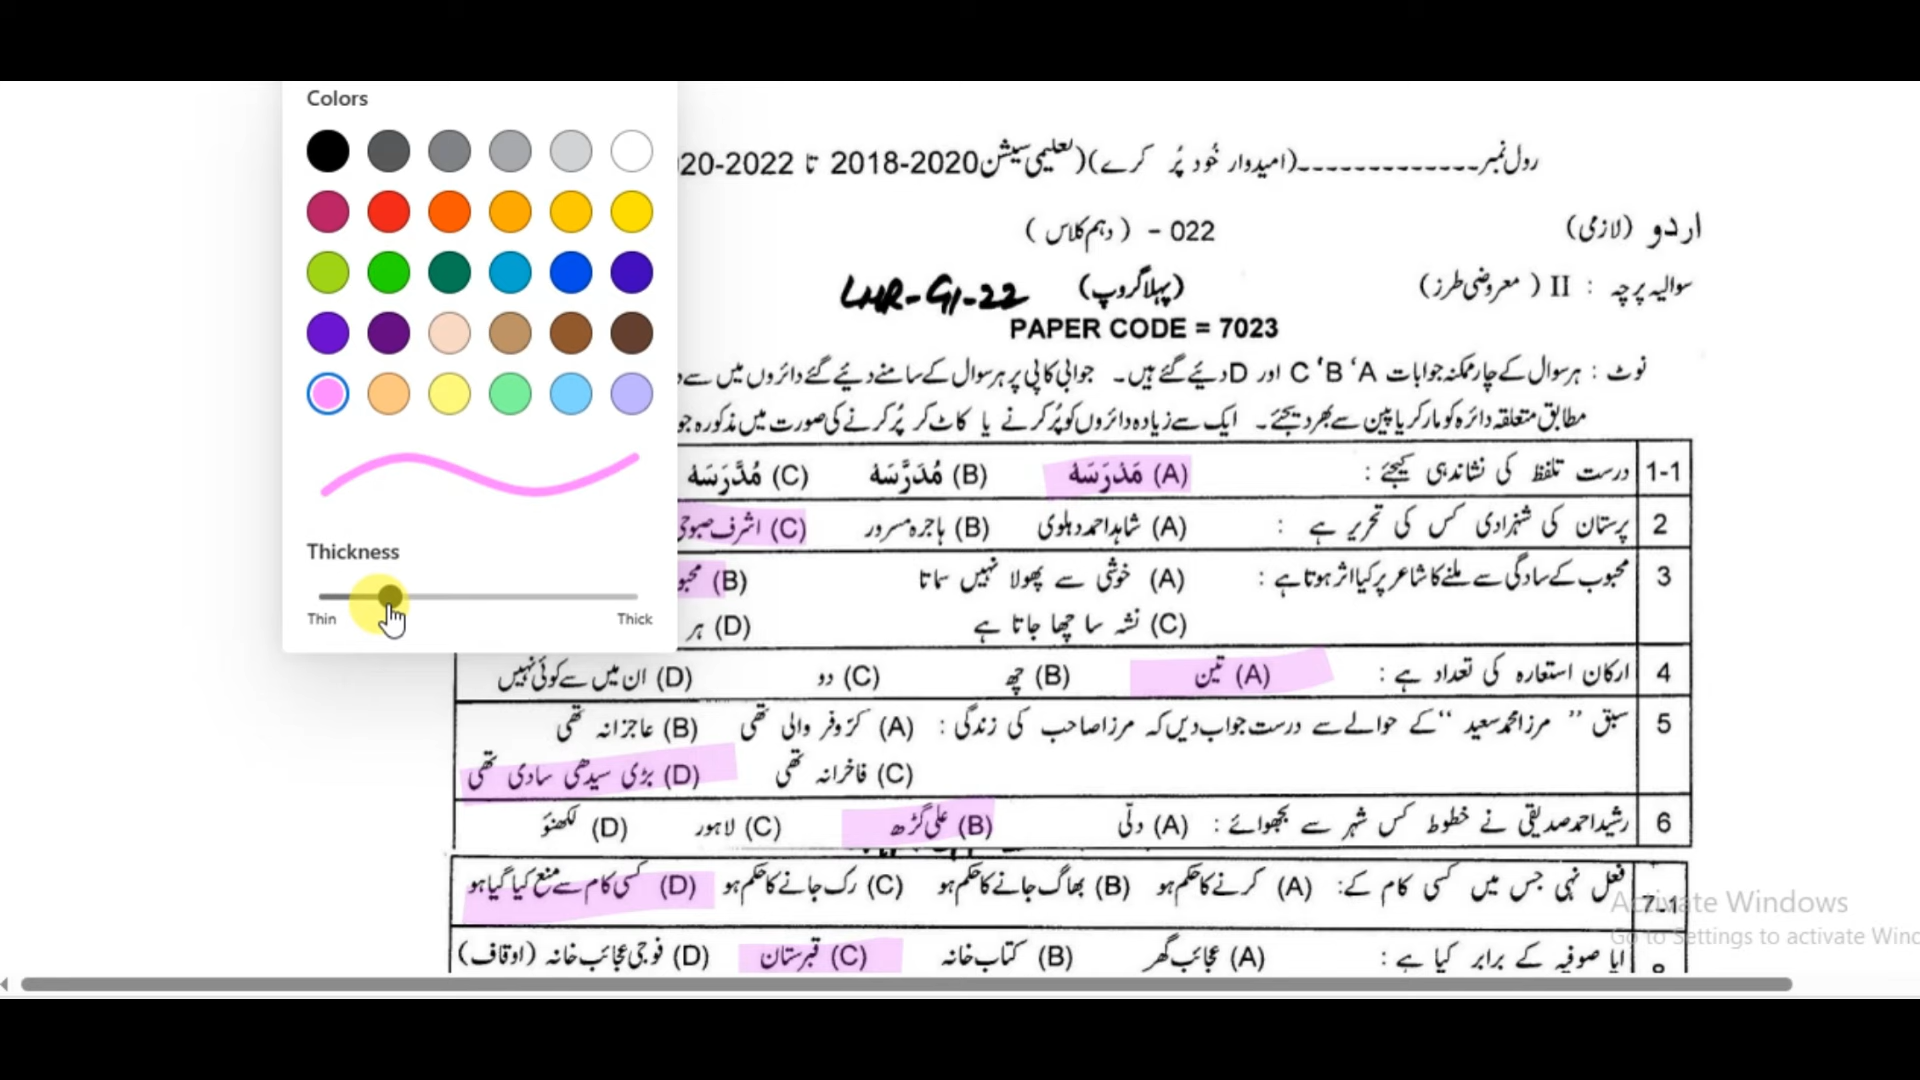 Colors
Thickness
Thin
Thick
رول نمبر۔۔۔۔۔۔۔۔۔۔۔۔۔(امیدوار خُود پُر کرے)(تعلیمی سیشن 2018-2020 تا 20-2022
اردو (لازمی)
022 - ( دہم کلاس )
سوالیہ پرچہ : II ( معروضی طرز )
(پہلا گروپ)
LHR-G1-22
PAPER CODE = 7023
نوٹ : ہر سوال کے چار ممکنہ جوابات A ‘B ‘C اور D دئیے گئے ہیں۔ جوابی کاپی پر ہر سوال کے سامنے دئیے گئے دائروں میں سے
مطابق متعلقہ دائرہ کو مارکر یا پین سے بھر دیجئے۔ ایک سے زیادہ دائروں کو پُر کرنے یا کاٹ کر پُر کرنے کی صورت میں مذکورہ
1-1 درست تلفظ کی نشاندہی کیجئے : (A) مَدْرَسَہ (B) مُدَرَّسَہ (C) مُدَّرَسَہ
2 پرستان کی شہزادی کس کی تحریر ہے : (A) شاہد احمد دہلوی (B) ہاجرہ مسرور (C) اشرف صبوحی
3 محبوب کے سادگی سے ملنے کا شاعر پر کیا اثر ہوتا ہے : (A) خوشی سے پھولا نہیں سماتا (B)
(C) نشہ سا چھا جاتا ہے (D) ہر
4 ارکان استعارہ کی تعداد ہے : (A) تین (B) چھ (C) دو (D) ان میں سے کوئی نہیں
5 سبق ’’ مرزا محمد سعید ‘‘ کے حوالے سے درست جواب دیں کہ مرزا صاحب کی زندگی : (A) کرّوفر والی تھی (B) عاجزانہ تھی
(C) فاخرانہ تھی (D) بڑی سیدھی سادی تھی
6 رشید احمد صدیقی نے خطوط کس شہر سے بھجوائے : (A) دلّی (B) علی گڑھ (C) لاہور (D) لکھنؤ
7-1 فعل نہی جس میں کسی کام کے: (A) کرنے کا حکم ہو (B) بھاگ جانے کا حکم ہو (C) رک جانے کا حکم ہو (D) کسی کام سے منع کیا گیا ہو
ایا صوفیہ کے برابر کیا ہے : (A) عجائب گھر (B) کتاب خانہ (C) قبرستان (D) فوجی عجائب خانہ (اوقاف)
Activate Windows
Go to Settings to activate Wind